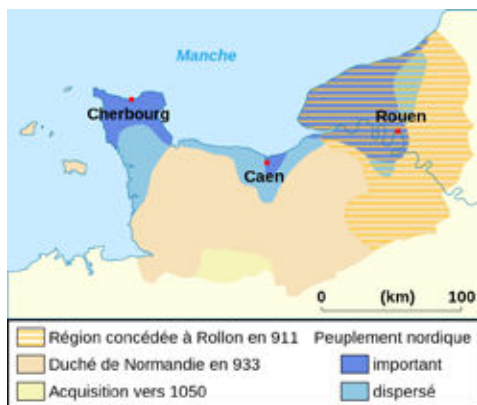 Manche
Cherbourg
Rouen
Caen
0 (km) 100
Région concédée à Rollon en 911
Duché de Normandie en 933
Acquisition vers 1050
Peuplement nordique
important
dispersé